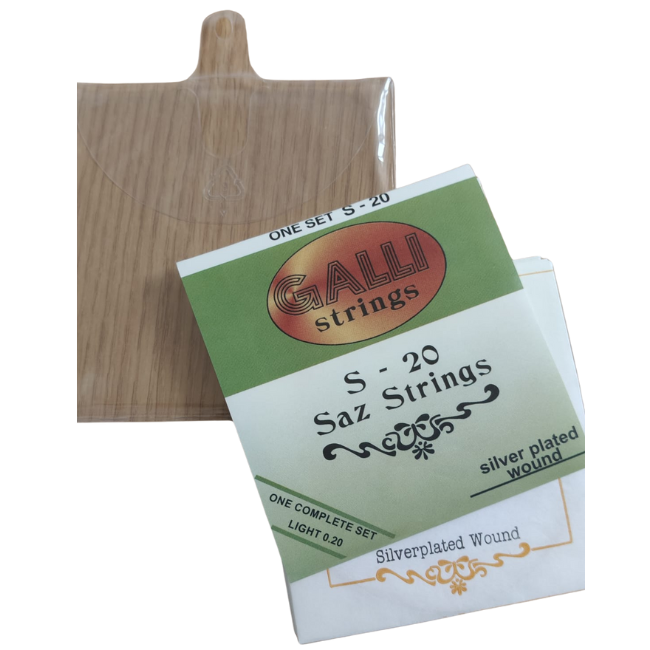 ONE SET S - 20
GALLI
strings
S - 20
Saz Strings
silver plated
wound
ONE COMPLETE SET
LIGHT 0.20
Silverplated Wound